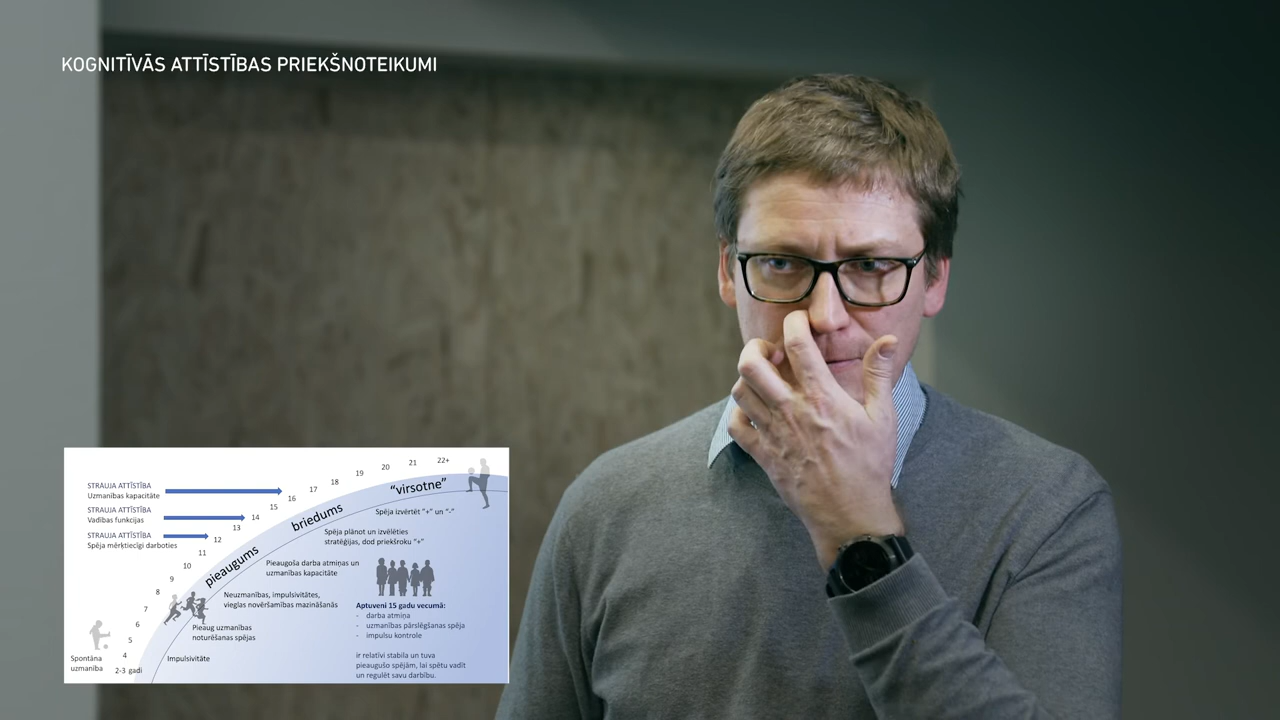 KOGNITĪVĀS ATTĪSTĪBAS PRIEKŠNOTEIKUMI
STRAUJA ATTĪSTĪBA
Uzmanības kapacitāte
STRAUJA ATTĪSTĪBA
Vadības funkcijas
STRAUJA ATTĪSTĪBA
Spēja mērķtiecīgi darboties
Spontāna
uzmanība
2-3 gadi
4
5
6
7
8
9
10
11
12
13
14
15
16
17
18
19
20
21
22+
pieaugums
briedums
“virsotne”
Spēja izvērtēt “+” un “-”
Spēja plānot un izvēlēties
stratēģijas, dod priekšroku “+”
Pieaugoša darba atmiņas un
uzmanības kapacitāte
Neuzmanības, impulsivitātes,
vieglas novēršamības mazināšanās
Pieaug uzmanības
noturēšanas spējas
Impulsivitāte
Aptuveni 15 gadu vecumā:
- darba atmiņa
- uzmanības pārslēgšanas spēja
- impulsu kontrole
ir relatīvi stabila un tuva
pieaugušo spējām, lai spētu vadīt
un regulēt savu darbību.